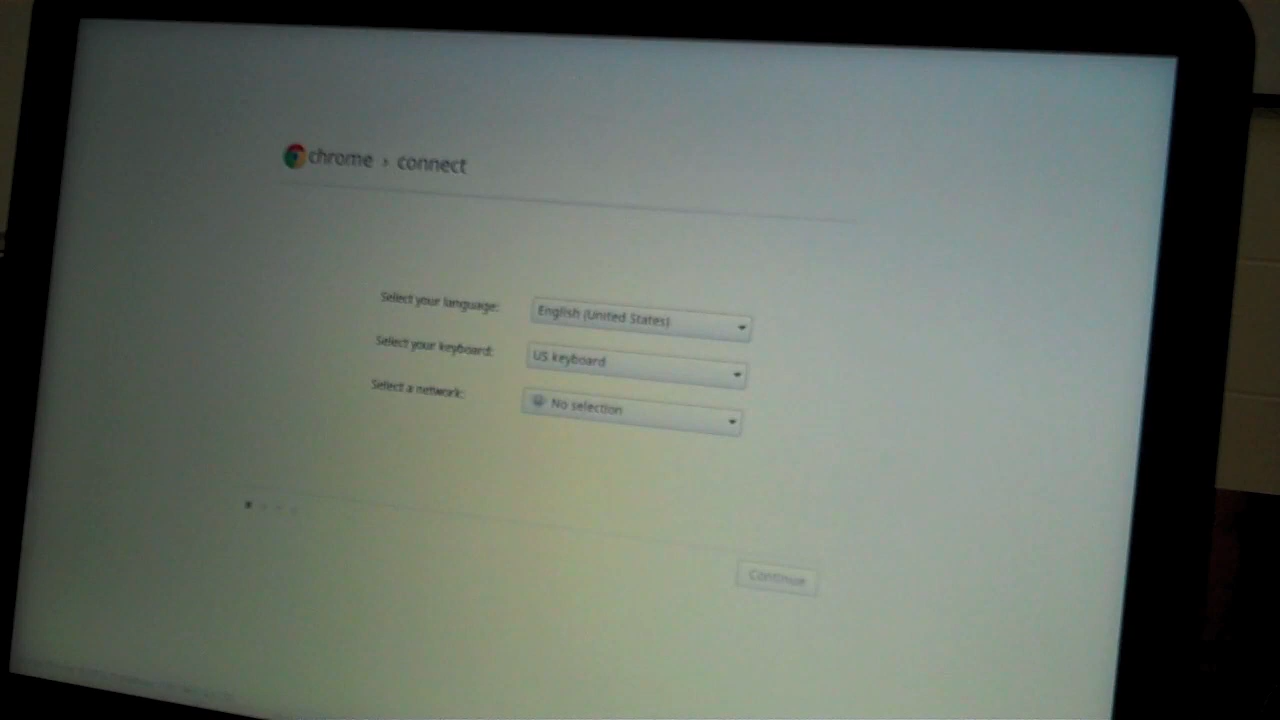 chrome › connect
Select your language: English (United States)
Select your keyboard: US keyboard
Select a network: No selection
Continue